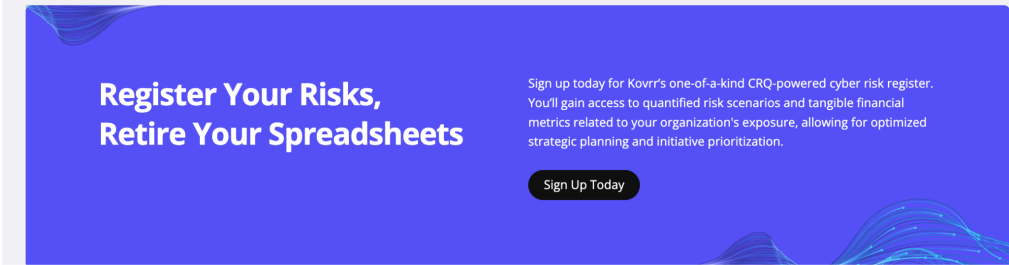 Register Your Risks,
Retire Your Spreadsheets
Sign up today for Kovrr’s one-of-a-kind CRQ-powered cyber risk register.
You’ll gain access to quantified risk scenarios and tangible financial
metrics related to your organization's exposure, allowing for optimized
strategic planning and initiative prioritization.
Sign Up Today